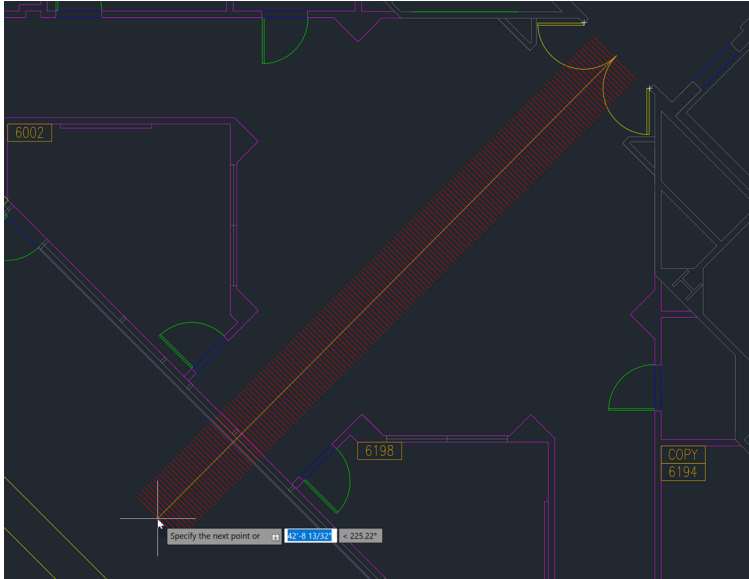 6002
6198
COPY
6194
Specify the next point or 42'-8 13/32" < 225.22°